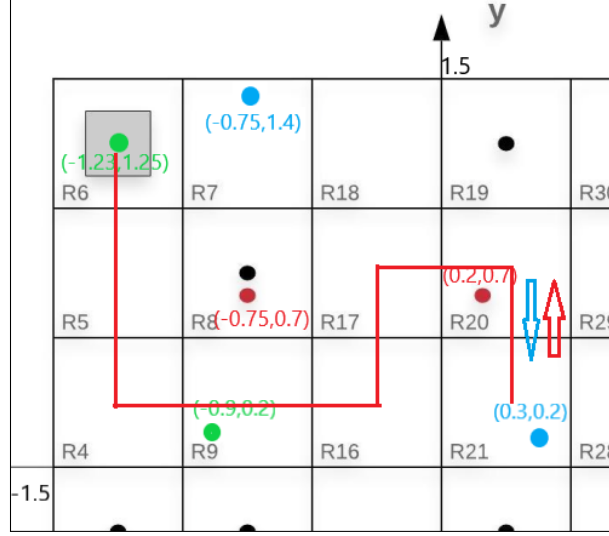 y
1.5
(-0.75,1.4)
(-1.23,1.25)
R6 R7 R18 R19 R30
(0.2,0.7)
R5 R8 (-0.75,0.7) R17 R20 R29
(-0.9,0.2) (0.3,0.2)
R4 R9 R16 R21 R28
-1.5